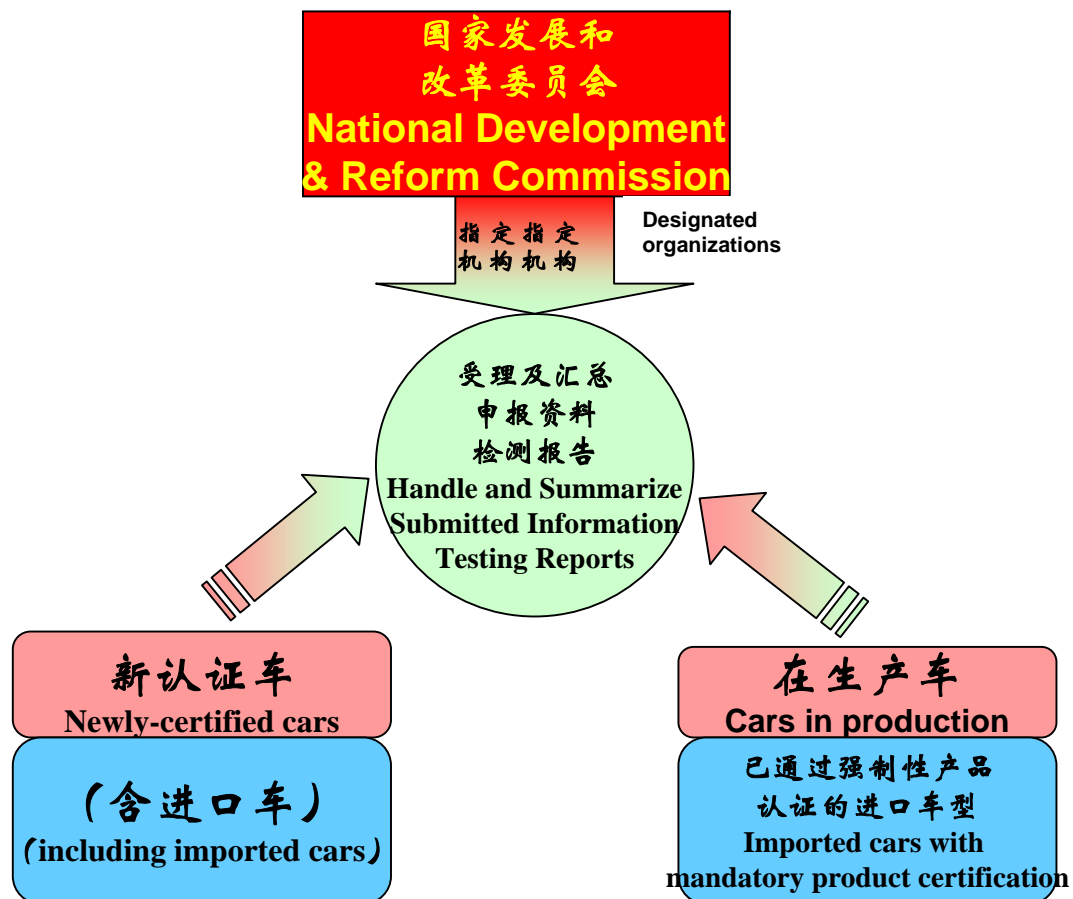 国家发展和
改革委员会
National Development
& Reform Commission
指定指定
机构机构
Designated
organizations
受理及汇总
申报资料
检测报告
Handle and Summarize
Submitted Information
Testing Reports
新认证车
Newly-certified cars
(含进口车)
(including imported cars)
在生产车
Cars in production
已通过强制性产品
认证的进口车型
Imported cars with
mandatory product certification